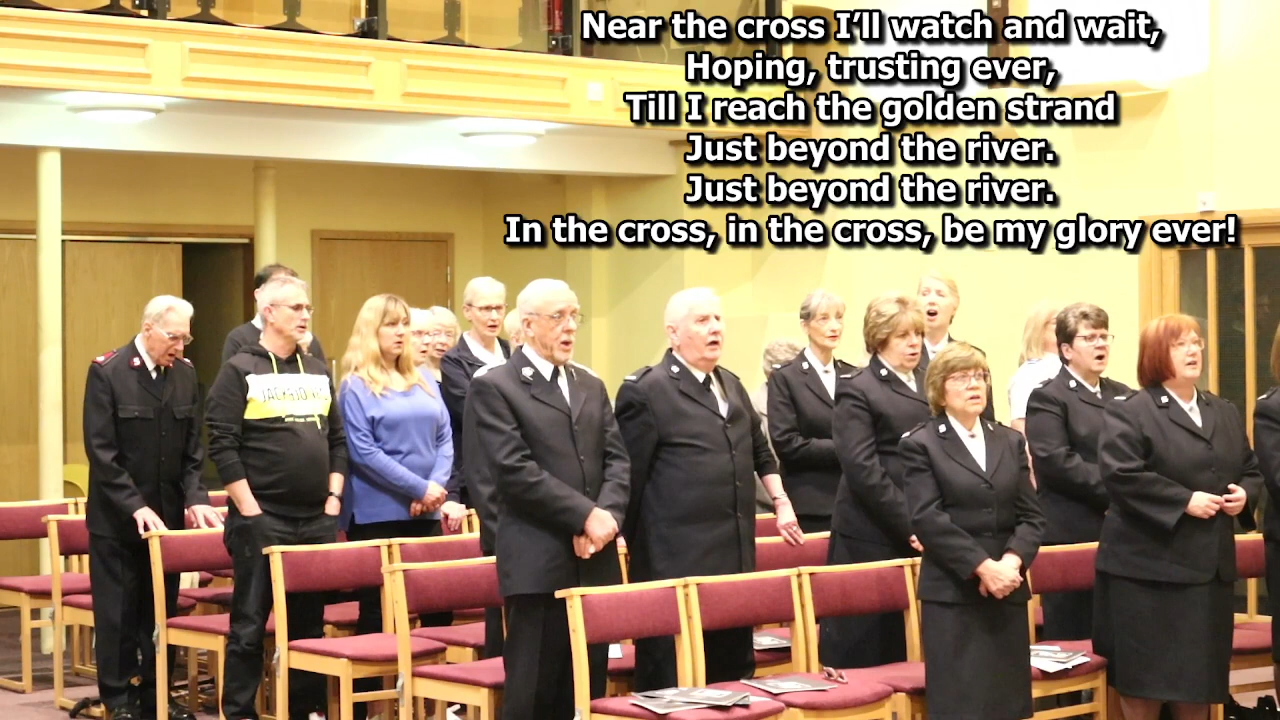 Near the cross I’ll watch and wait,
Hoping, trusting ever,
Till I reach the golden strand
Just beyond the river.
Just beyond the river.
In the cross, in the cross, be my glory ever!